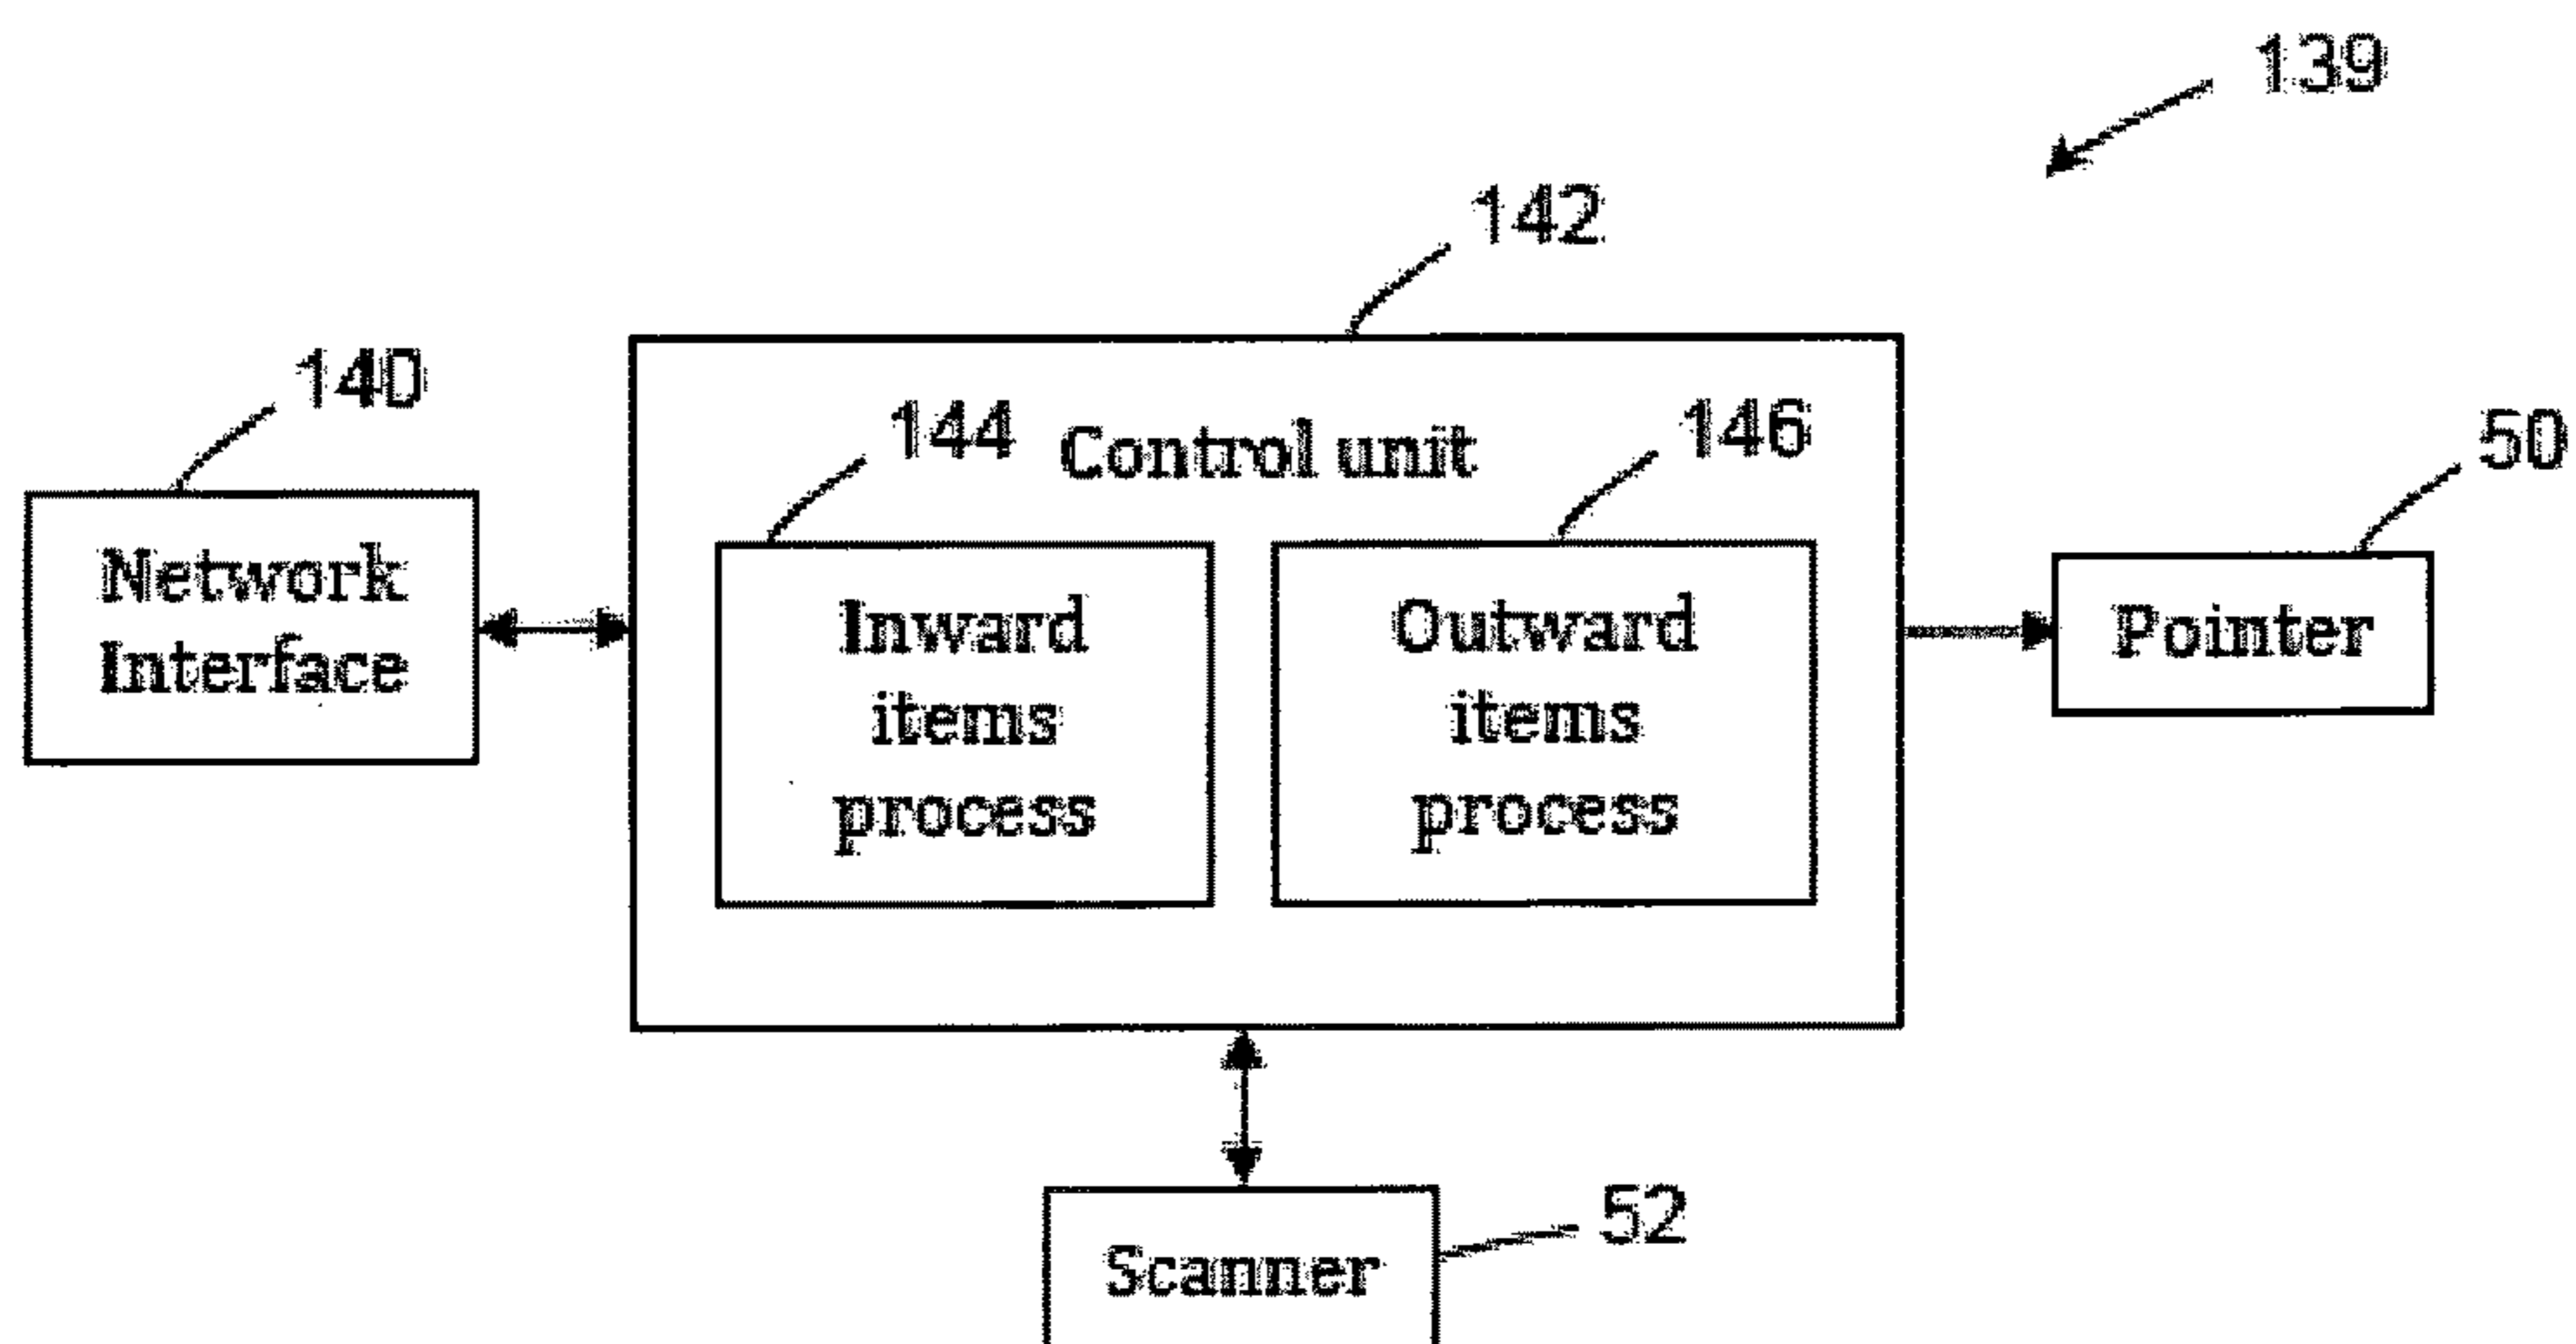 139
142
140
144
Control unit
146
50
Network
Interface
Inward
items
process
Outward
items
process
Pointer
52
Scanner